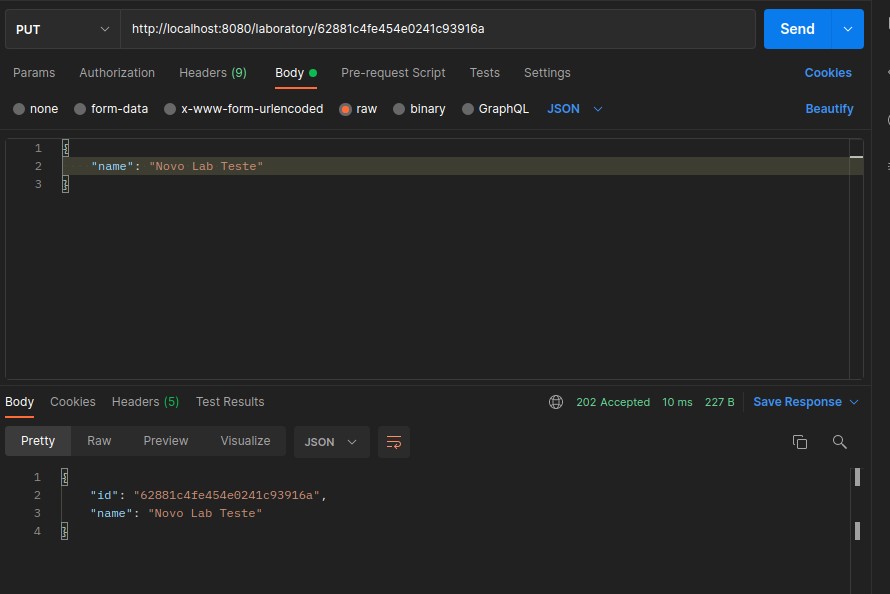 PUT http://localhost:8080/laboratory/62881c4fe454e0241c93916a Send
Params Authorization Headers (9) Body Pre-request Script Tests Settings Cookies
none form-data x-www-form-urlencoded raw binary GraphQL JSON Beautify
1 {
2 "name": "Novo Lab Teste"
3 }
Body Cookies Headers (5) Test Results 202 Accepted 10 ms 227 B Save Response
Pretty Raw Preview Visualize JSON
1 {
2 "id": "62881c4fe454e0241c93916a",
3 "name": "Novo Lab Teste"
4 }